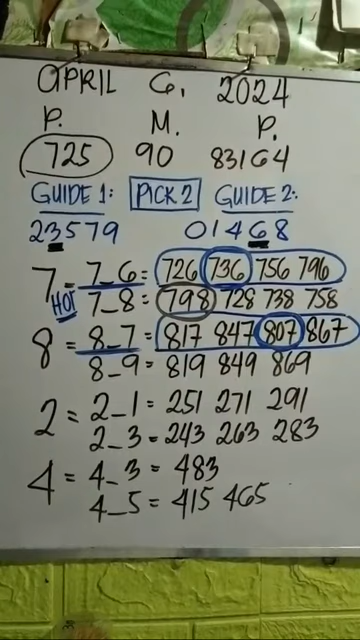 APRIL 6, 2024
P. M. P.
725 90 83164
GUIDE 1: PICK 2 GUIDE 2:
23579 01468
7 = 7_6 = 726 736 756 796
HOT 7_8 = 798 728 738 758
8 = 8_7 = 817 847 807 867
8_9 = 819 849 869
2 = 2_1 = 251 271 291
2_3 = 243 263 283
4 = 4_3 = 483
4_5 = 415 465